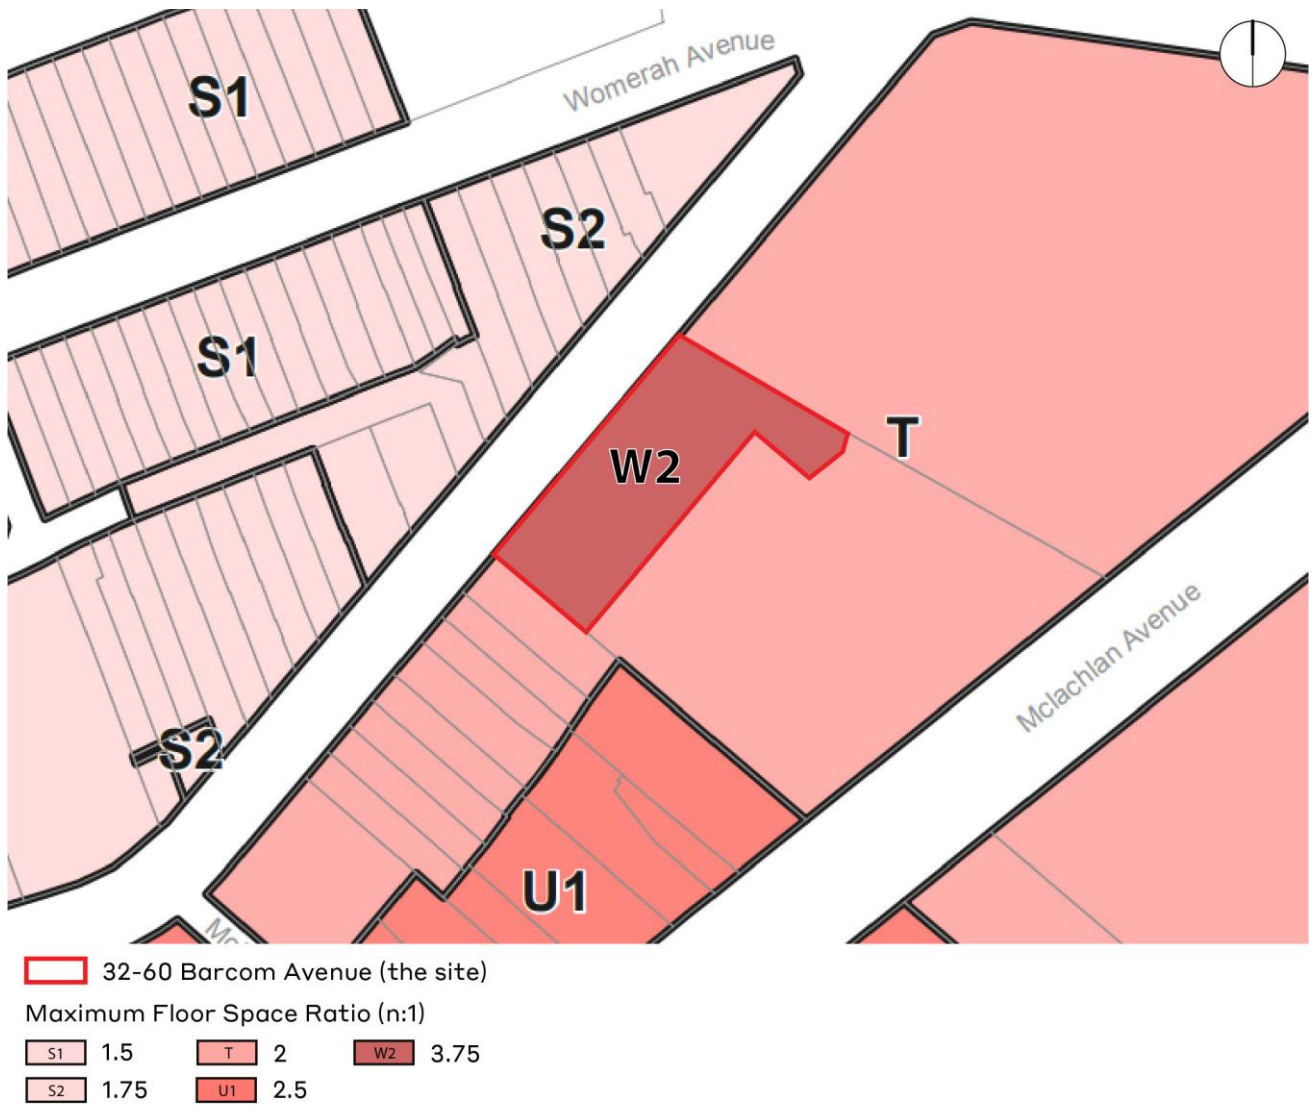 Womerah Avenue
S1
S2
S1
T
W2
Mclachlan Avenue
S2
U1
32-60 Barcom Avenue (the site)
Maximum Floor Space Ratio (n:1)
S1 1.5 T 2 W2 3.75
S2 1.75 U1 2.5